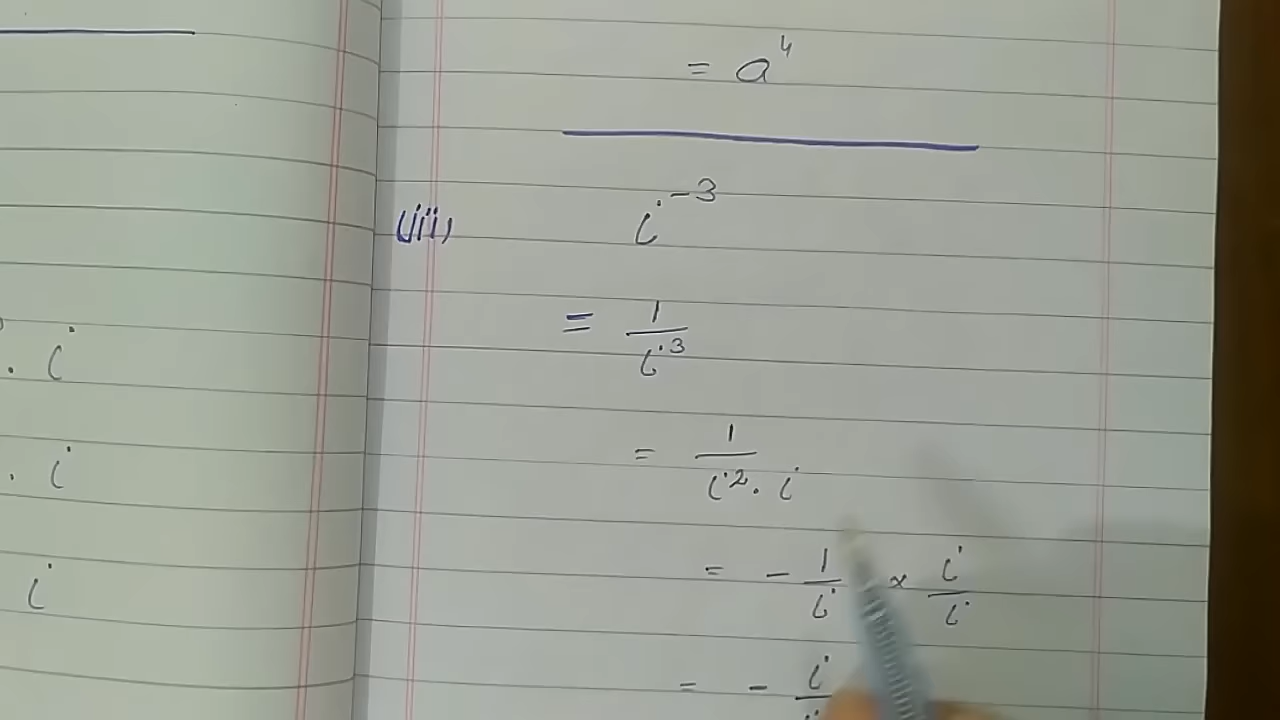 . i
. i
i
= a⁴
(iii) i⁻³
= 1/i³
= 1/i² · i
= - 1/i × i/i
= - i/